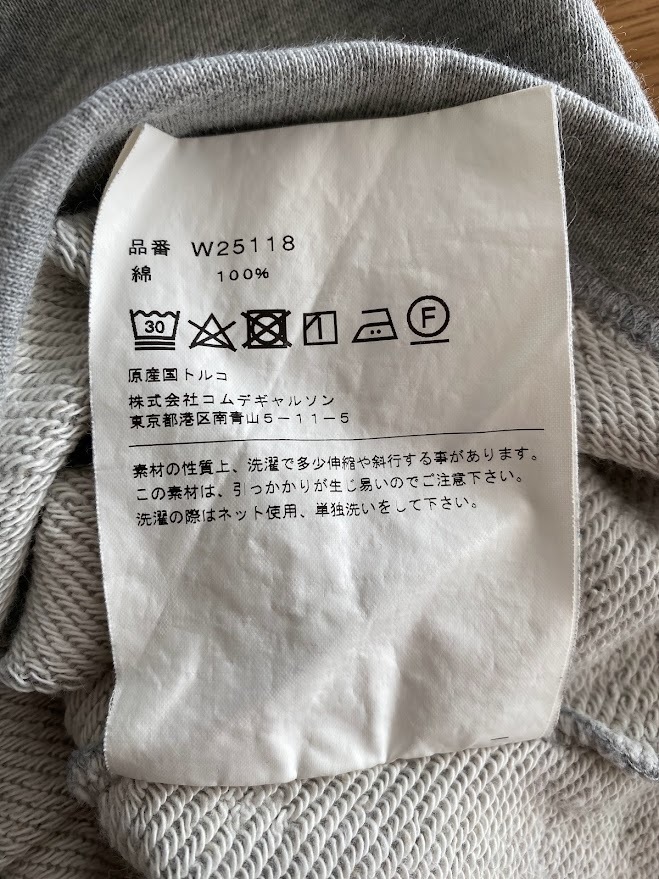 品番 W25118
綿 100%
30 F
原産国トルコ
株式会社コムデギャルソン
東京都港区南青山5-11-5
素材の性質上、洗濯で多少伸縮や斜行する事があります。
この素材は、引っかかりが生じ易いのでご注意下さい。
洗濯の際はネット使用、単独洗いをして下さい。